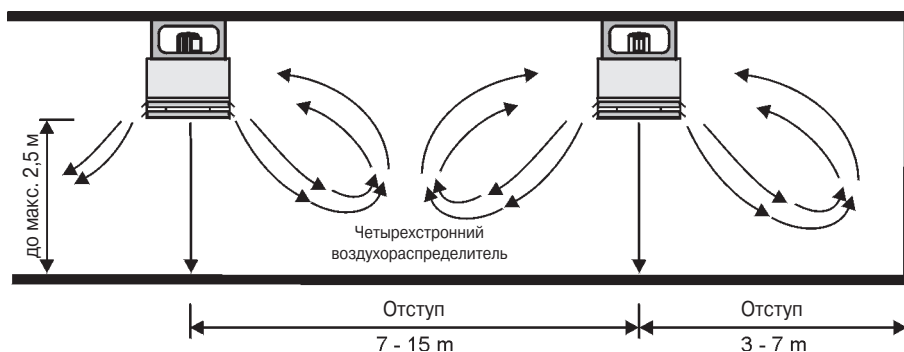 до макс. 2,5 м
Четырехстронний
воздухораспределитель
Отступ
7 - 15 m
Отступ
3 - 7 m